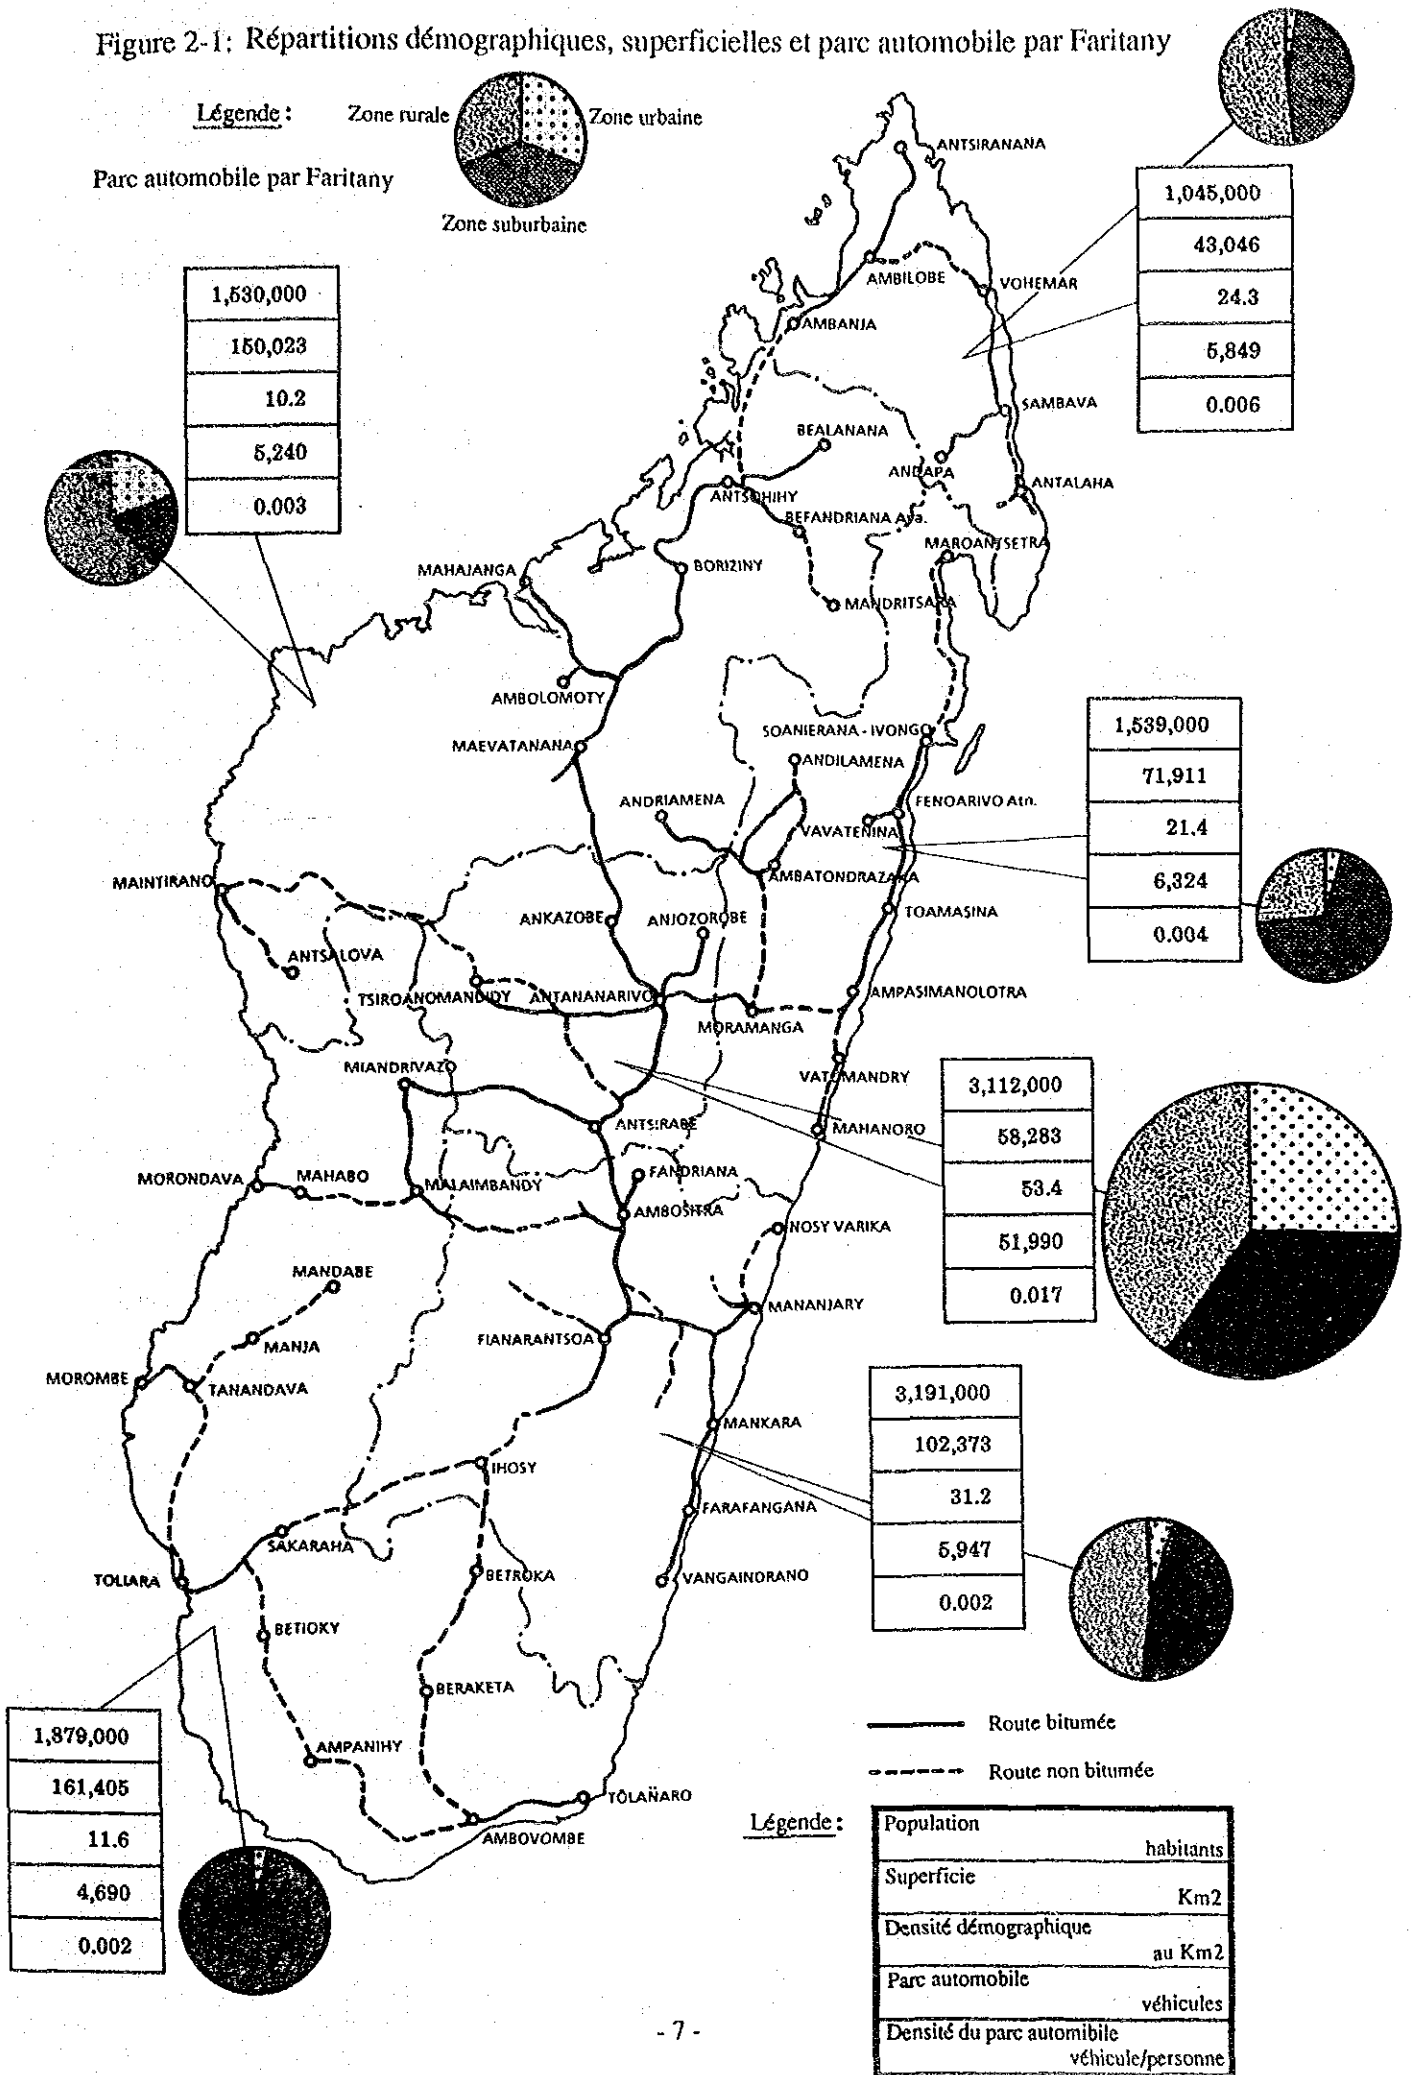 Figure 2-1: Répartitions démographiques, superficielles et parc automobile par Faritany
Légende :
Zone rurale
Zone urbaine
Parc automobile par Faritany
Zone suburbaine
1,045,000
43,046
24.3
5,849
0.006
1,530,000
150,023
10.2
5,240
0.003
ANTSIRANANA
AMBILOBE
VOHEMAR
AMBANJA
SAMBAVA
BEALANANA
ANDAPA
ANTALAHA
ANTSOHIHY
BEFANDRIANA Ava.
MAROANTSETRA
MAHAJANGA
BORIZINY
MANDRITSARA
AMBOLOMOTY
SOANIERANA - IVONGO
MAEVATANANA
ANDILAMENA
1,539,000
71,911
21.4
6,324
0.004
ANDRIAMENA
FENOARIVO Atn.
VAVATENINA
MAINTIRANO
AMBATONDRAZAKA
ANKAZOBE
ANJOZOROBE
TOAMASINA
ANTSALOVA
TSIROANOMANDIDY
ANTANANARIVO
AMPASIMANOLOTRA
MORAMANGA
MIANDRIVAZO
VATOMANDRY
3,112,000
58,283
53.4
51,990
0.017
ANTSIRABE
MAHANORO
MORONDAVA
MAHABO
MALAIMBANDY
FANDRIANA
AMBOSITRA
NOSY VARIKA
MANDABE
MANANJARY
MANJA
FIANARANTSOA
MOROMBE
TANANDAVA
3,191,000
102,373
31.2
5,947
0.002
MANKARA
IHOSY
FARAFANGANA
SAKARAHA
TOLIARA
BETROKA
VANGAINDRANO
BETIOKY
BERAKETA
1,879,000
161,405
11.6
4,690
0.002
AMPANIHY
TÔLAÑARO
AMBOVOMBE
Route bitumée
Route non bitumée
Légende :
Population
habitants
Superficie
Km2
Densité démographique
au Km2
Parc automobile
véhicules
Densité du parc automibile
véhicule/personne
- 7 -